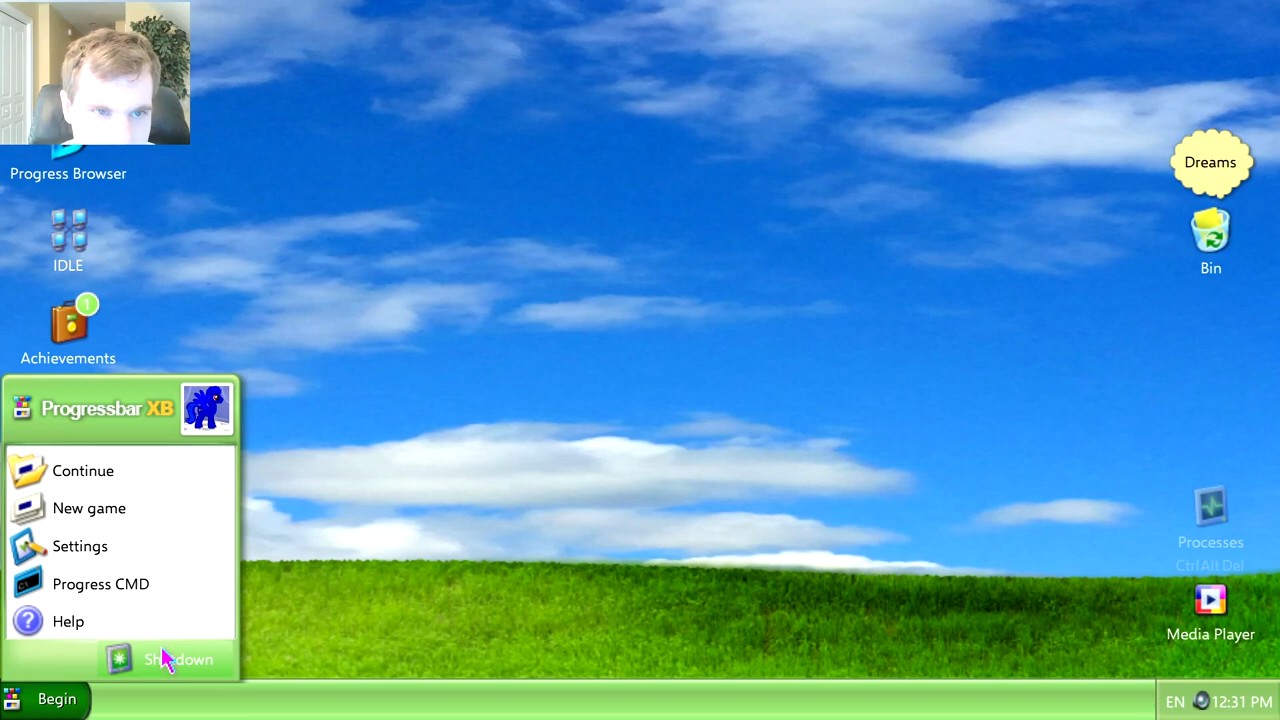 Progress Browser
IDLE
1
Achievements
Progressbar XB
Continue
New game
Settings
Progress CMD
Help
Shutdown
Begin
Dreams
Bin
Processes
Ctrl Alt Del
Media Player
EN 12:31 PM